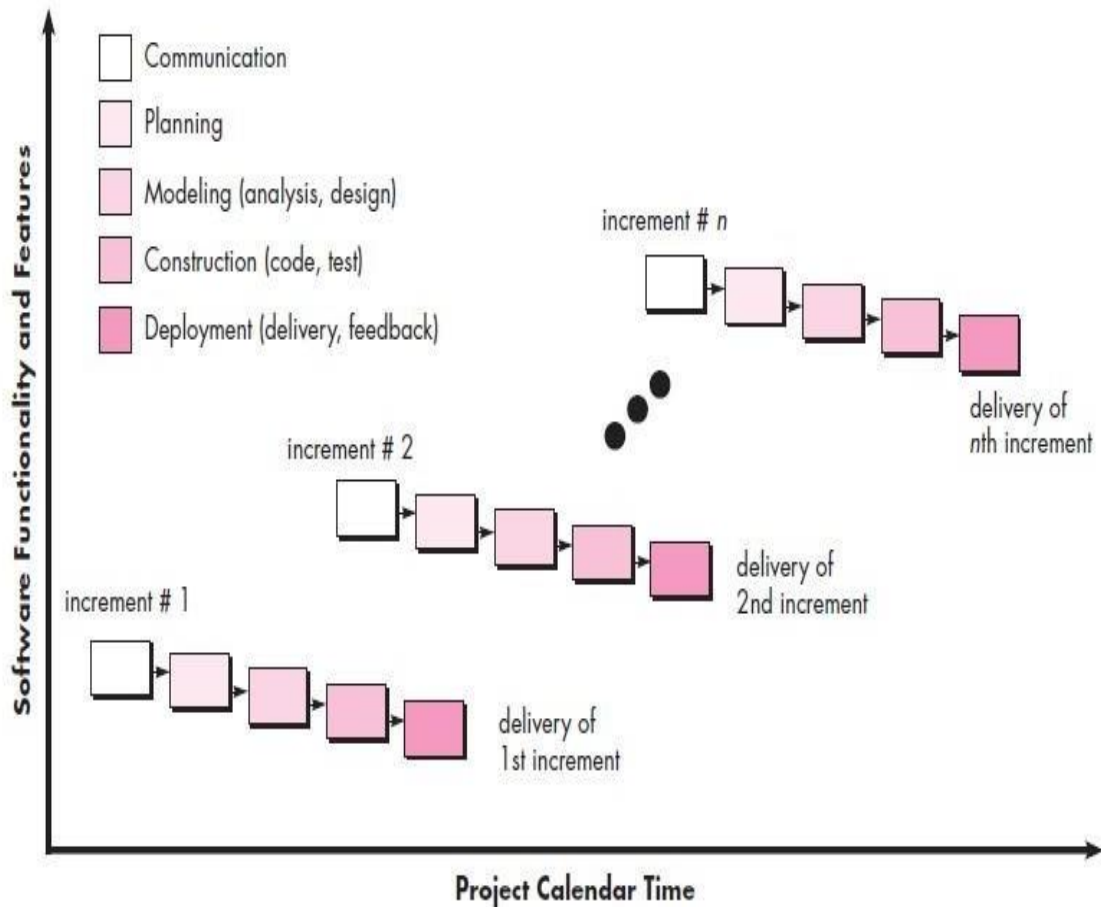 Communication
Planning
Modeling (analysis, design)
Construction (code, test)
Deployment (delivery, feedback)
increment # n
delivery of
nth increment
increment # 2
delivery of
2nd increment
increment # 1
delivery of
1st increment
Software Functionality and Features
Project Calendar Time